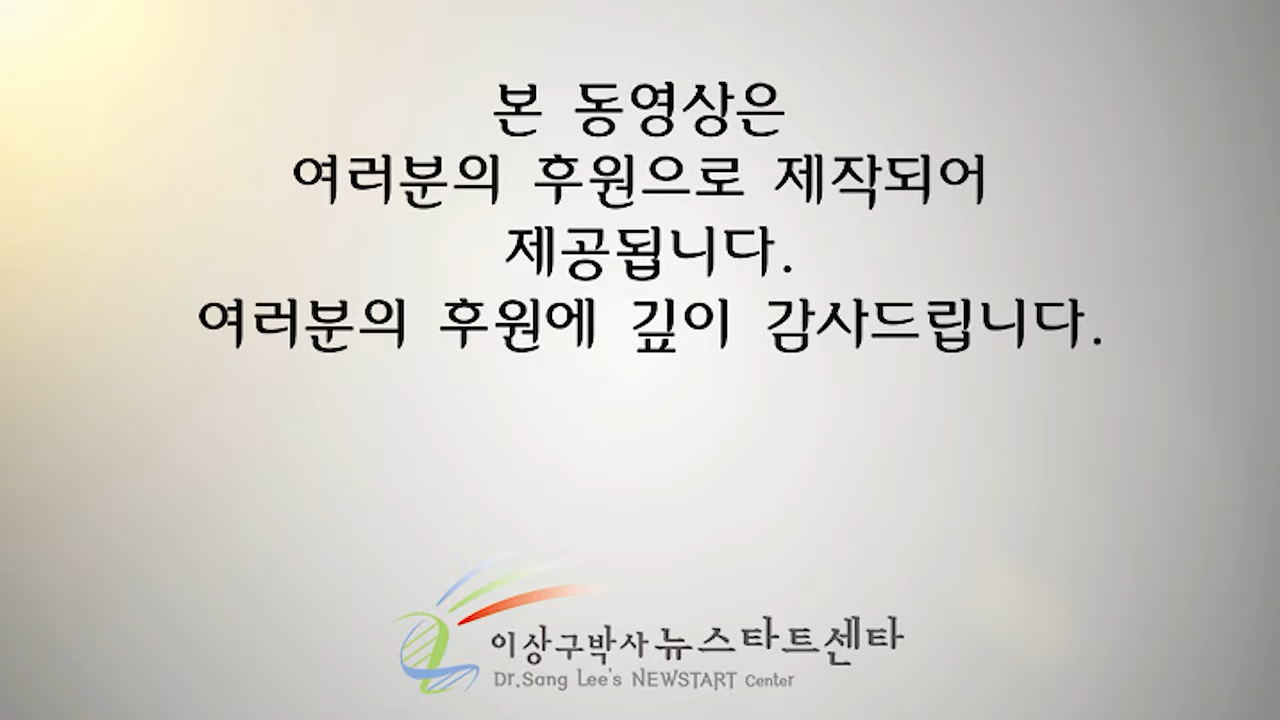 본 동영상은
여러분의 후원으로 제작되어
제공됩니다.
여러분의 후원에 깊이 감사드립니다.
이상구박사 뉴스타트센타
Dr.Sang Lee's NEWSTART Center